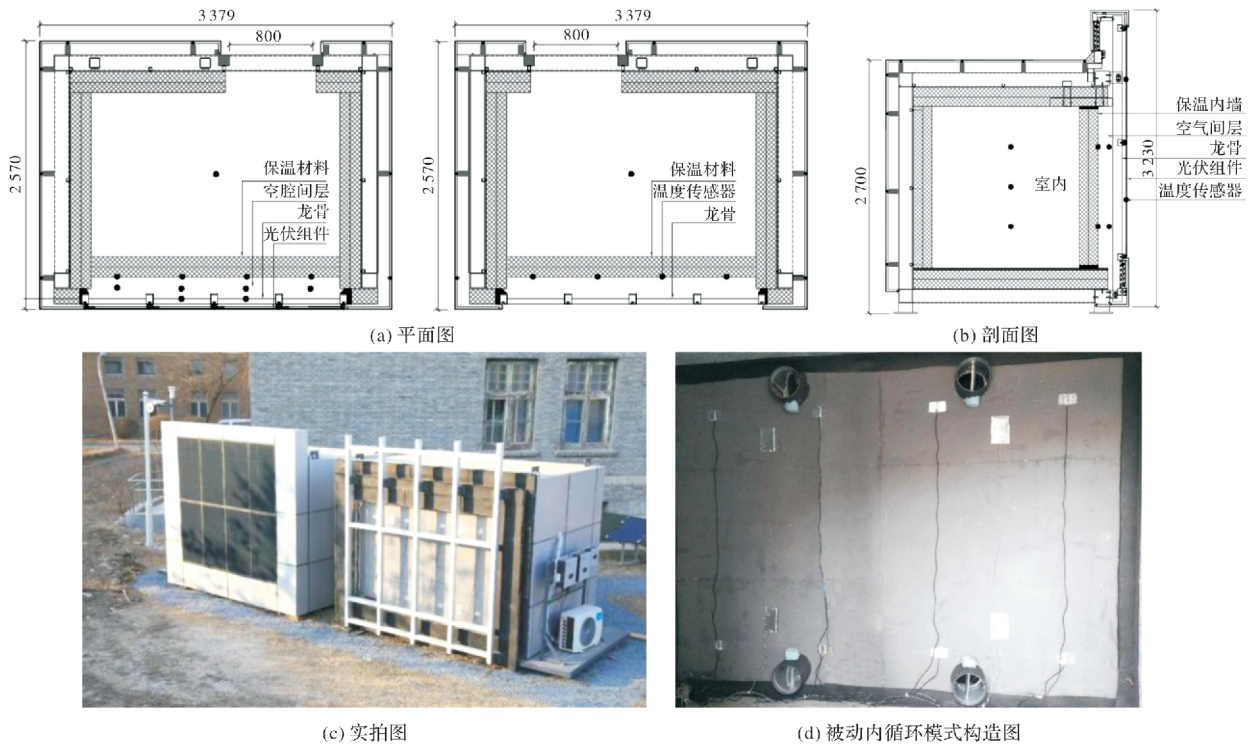 3 379
800
2 570
保温材料
空腔间层
龙骨
光伏组件
3 379
800
2 570
保温材料
温度传感器
龙骨
(a) 平面图
2 700
室内
3 230
保温内墙
空气间层
龙骨
光伏组件
温度传感器
(b) 剖面图
(c) 实拍图
(d) 被动内循环模式构造图